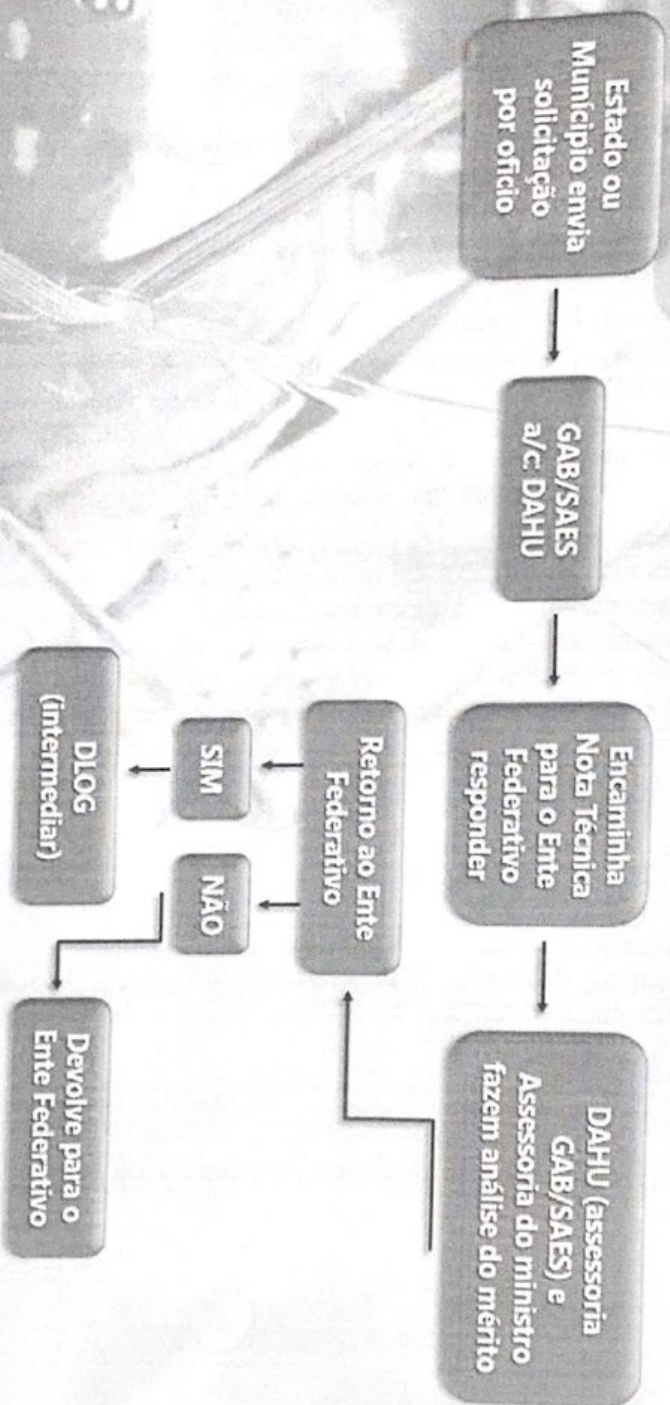 Estado ou
Município envia
solicitação
por oficio
GAB/SAES
a/c: DAHU
Encaminha
Nota Técnica
para o Ente
Federativo
responder
DAHU (assessoria
GAB/SAES) e
Assessoria do ministro
fazem análise do mérito
Retorno ao Ente
Federativo
SIM
NÃO
DLOG
(intermediar)
Devolve para o
Ente Federativo